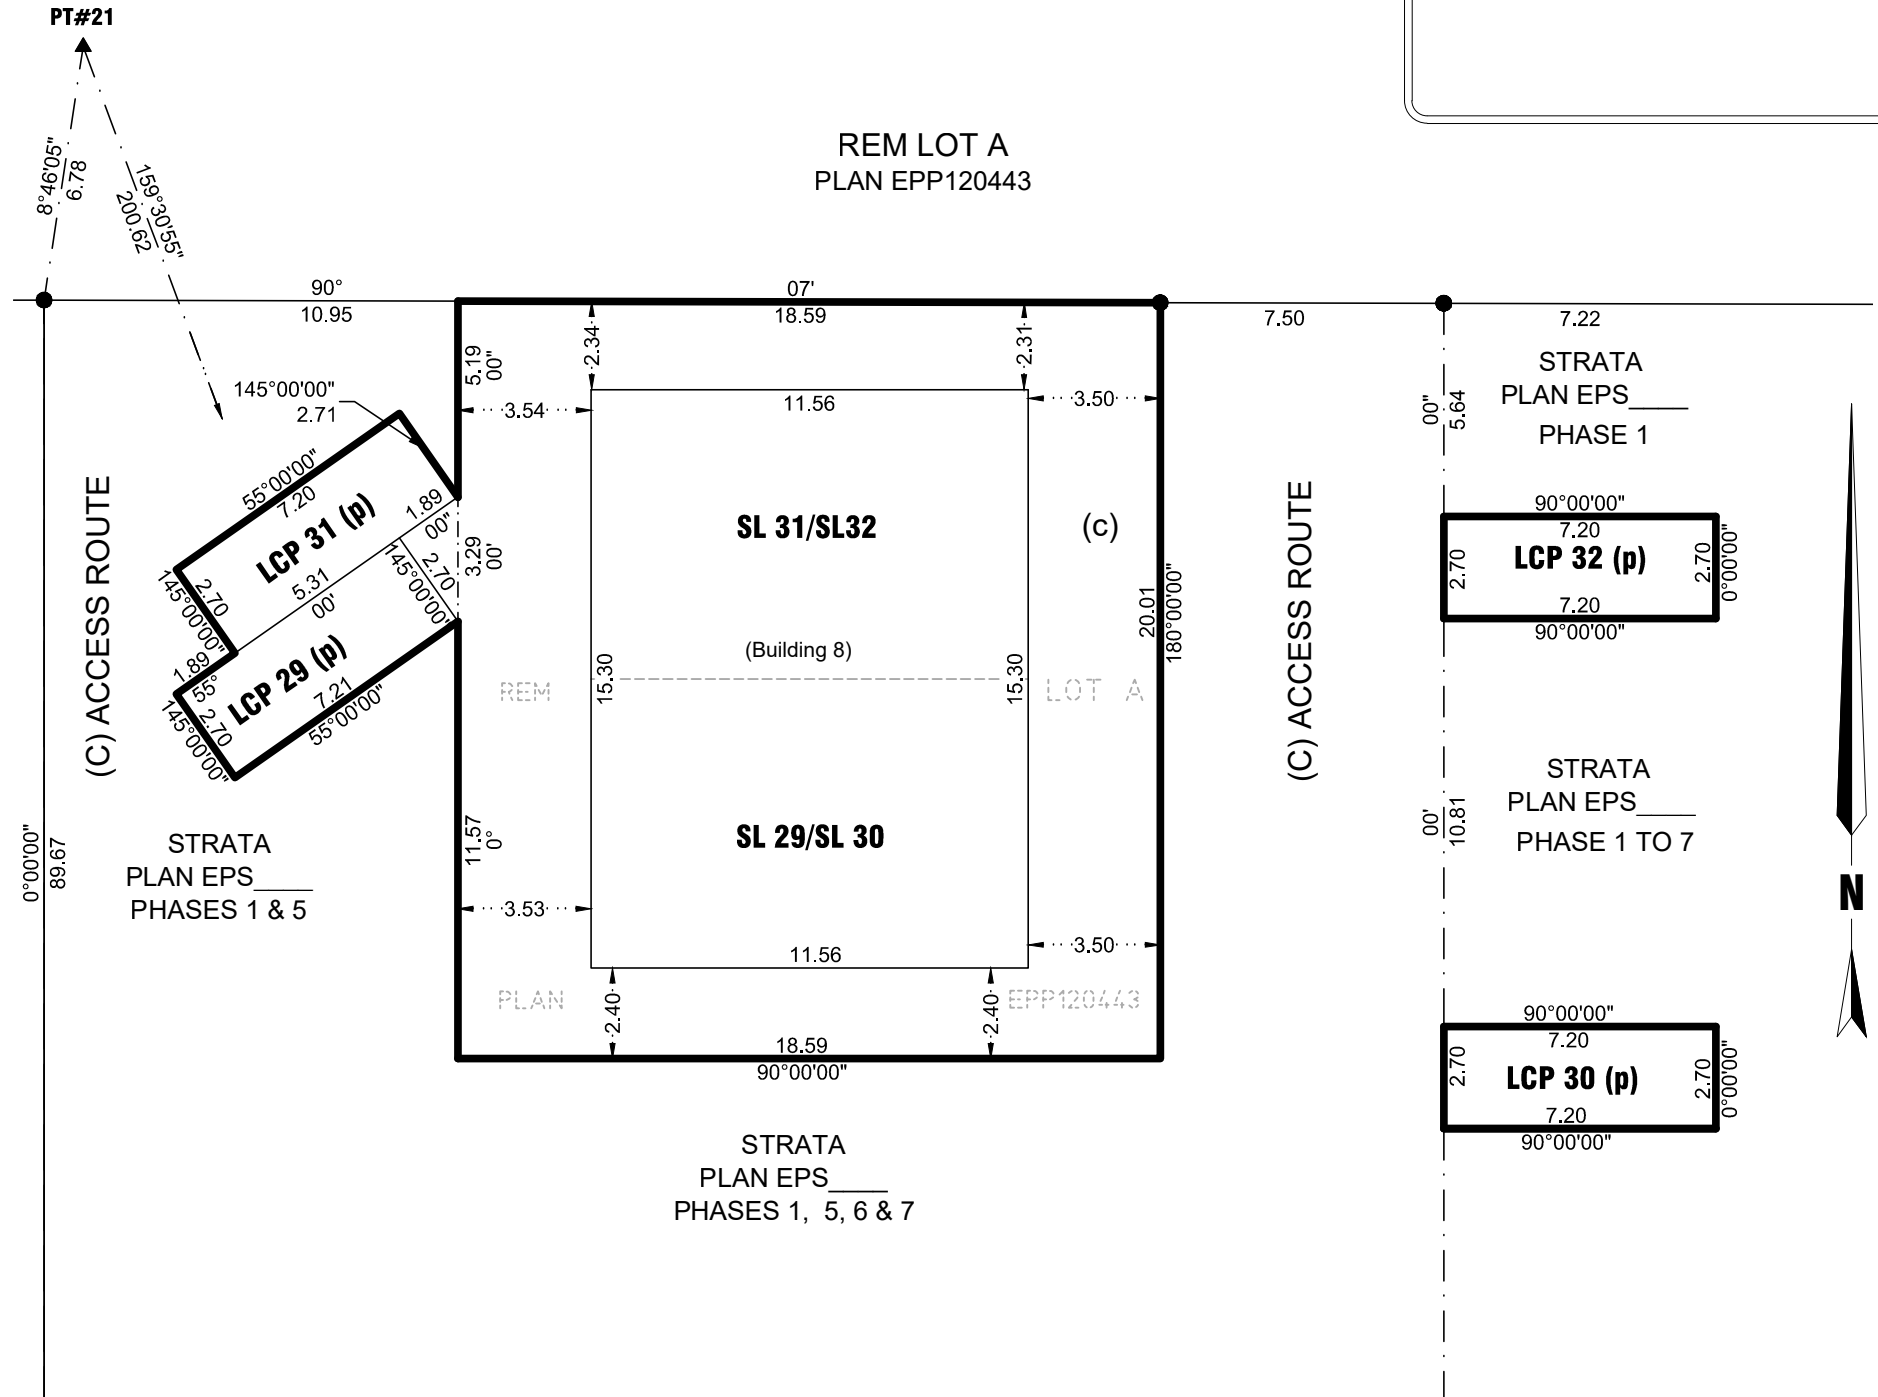 PT#21
8°46'05"
6.78
159°30'55"
200.62
REM LOT A
PLAN EPP120443
90°
10.95
07'
18.59
7.50
7.22
5.19
00"
2.34
2.31
3.54
11.56
3.50
145°00'00"
2.71
00"
5.64
STRATA
PLAN EPS____
PHASE 1
(C) ACCESS ROUTE
55°00'00"
7.20
LCP 31 (p)
1.89
00"
5.31
00'
2.70
145°00'00"
2.70
145°00'00"
3.29
00'
SL 31/SL32
(c)
(Building 8)
15.30
15.30
REM
LOT A
20.01
180°00'00"
(C) ACCESS ROUTE
90°00'00"
7.20
2.70
LCP 32 (p)
2.70
0°00'00"
7.20
90°00'00"
1.89
55°
LCP 29 (p)
2.70
145°00'00"
7.21
55°00'00"
0°00'00"
89.67
STRATA
PLAN EPS____
PHASES 1 & 5
11.57
0°
SL 29/SL 30
3.53
11.56
3.50
PLAN
EPP120443
2.40
2.40
18.59
90°00'00"
00'
10.81
STRATA
PLAN EPS____
PHASE 1 TO 7
N
90°00'00"
7.20
2.70
LCP 30 (p)
2.70
0°00'00"
7.20
90°00'00"
STRATA
PLAN EPS____
PHASES 1, 5, 6 & 7